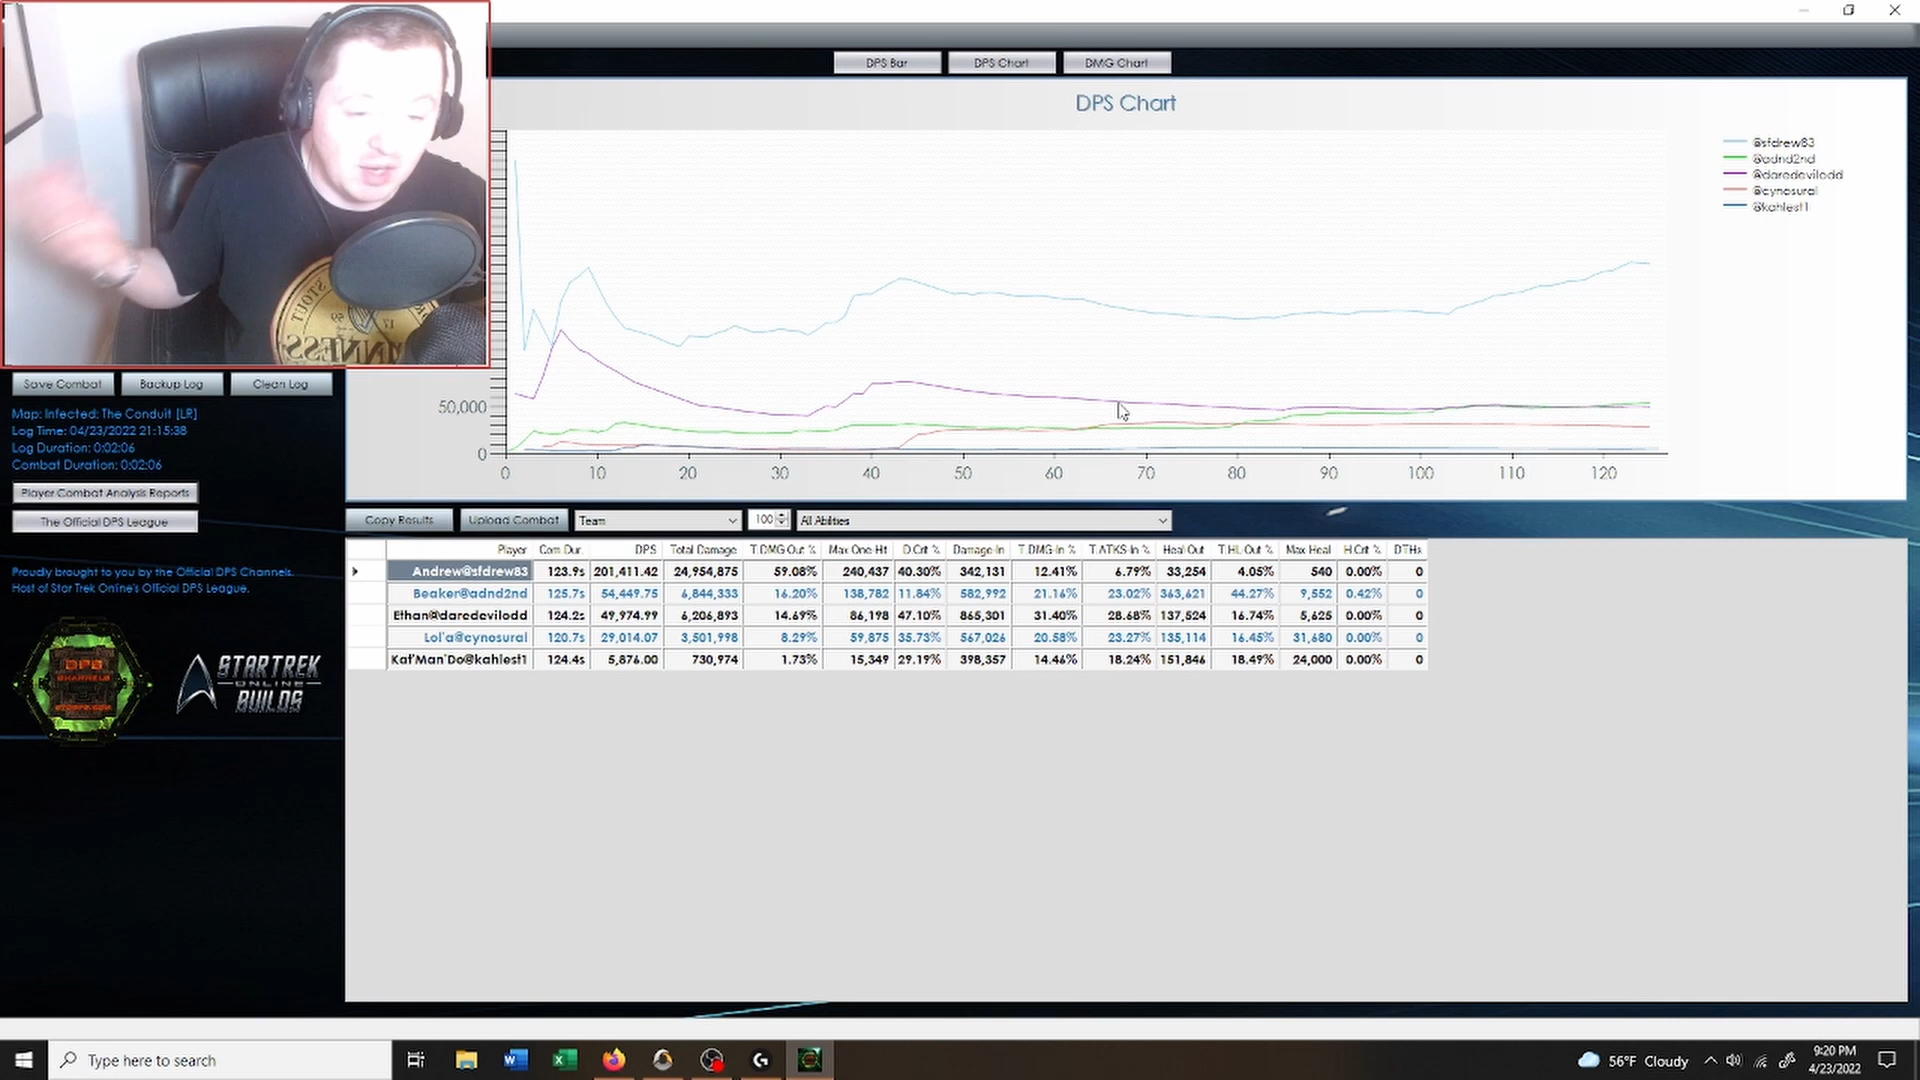 DPS Bar DPS Chart DMG Chart
DPS Chart
@sfdrew83
@adnd2nd
@daredevilodd
@cynosural
@kahlest1
50,000
0
0 10 20 30 40 50 60 70 80 90 100 110 120
Save Combat Backup Log Clean Log
Map: Infected: The Conduit [LR]
Log Time: 04/23/2022 21:15:38
Log Duration: 0:02:06
Combat Duration: 0:02:06
Player Combat Analysis Reports
The Official DPS League
Proudly brought to you by the Official DPS Channels.
Host of Star Trek Online's Official DPS League.
DPS
CHANNELS
STAR TREK
ONLINE
BUILDS
Copy Results Upload Combat Team 100 All Abilities
Player Com Dur. DPS Total Damage T.DMG Out % Max One Hit D.Crit % Damage-In T.DMG-In % T.ATKS-In % Heal Out T.HL Out % Max Heal H.Crit % DTHs
Andrew@sfdrew83 123.9s 201,411.42 24,954,875 59.08% 240,437 40.30% 342,131 12.41% 6.79% 33,254 4.05% 540 0.00% 0
Beaker@adnd2nd 125.7s 54,449.75 6,844,333 16.20% 138,782 11.84% 582,992 21.16% 23.02% 363,621 44.27% 9,552 0.42% 0
Ethan@daredevilodd 124.2s 49,974.99 6,206,893 14.69% 86,198 47.10% 865,301 31.40% 28.68% 137,524 16.74% 5,625 0.00% 0
Lol'a@cynosural 120.7s 29,014.07 3,501,998 8.29% 59,875 35.73% 567,026 20.58% 23.27% 135,114 16.45% 31,680 0.00% 0
Kat'Man'Do@kahlest1 124.4s 5,876.00 730,974 1.73% 15,349 29.19% 398,357 14.46% 18.24% 151,846 18.49% 24,000 0.00% 0
STOUT
17 59
GUINNESS
Type here to search
56°F Cloudy
9:20 PM
4/23/2022